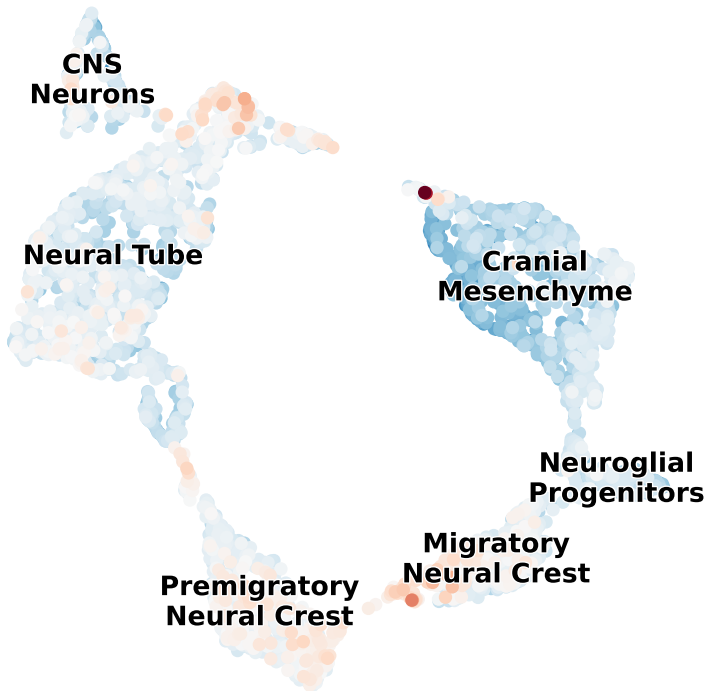 CNS
Neurons
Neural Tube
Cranial
Mesenchyme
Neuroglial
Progenitors
Migratory
Neural Crest
Premigratory
Neural Crest